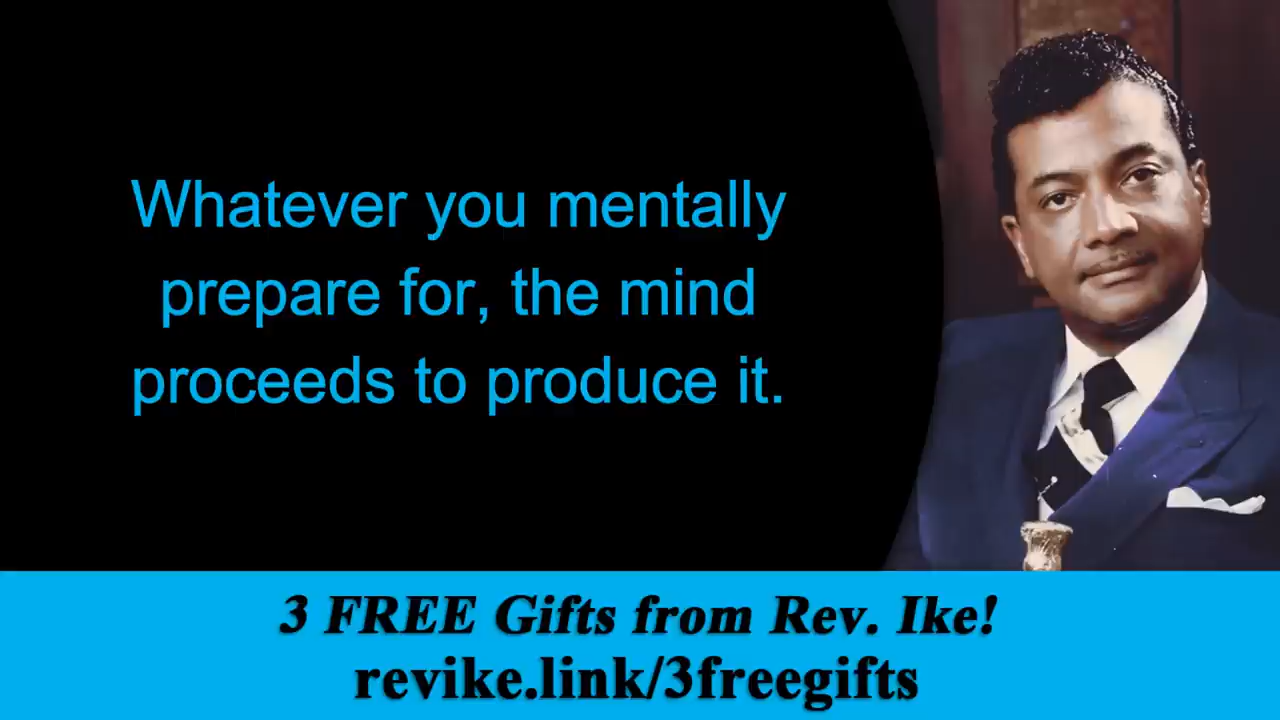 Whatever you mentally
prepare for, the mind
proceeds to produce it.
3 FREE Gifts from Rev. Ike!
revike.link/3freegifts